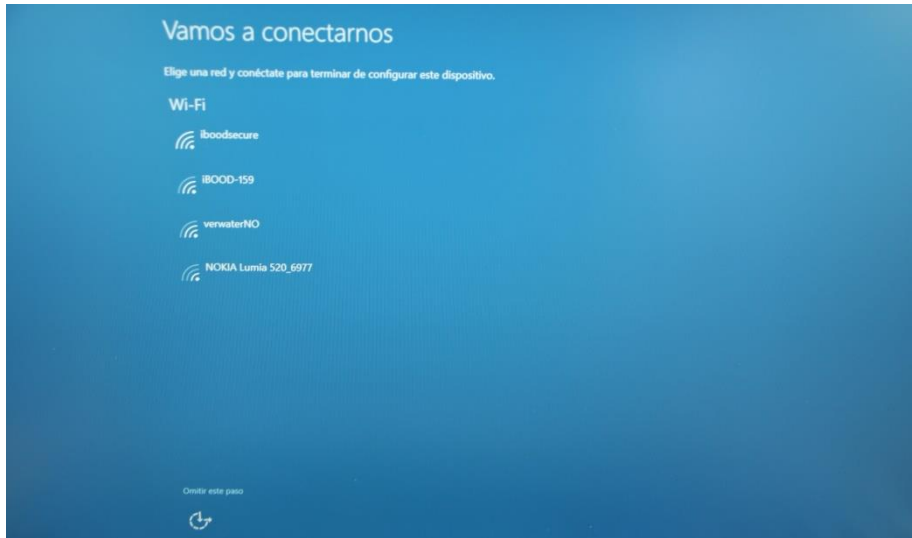 Vamos a conectarnos
Elige una red y conéctate para terminar de configurar este dispositivo.
Wi-Fi
iboodsecure
iBOOD-159
verwaterNO
NOKIA Lumia 520_6977
Omitir este paso